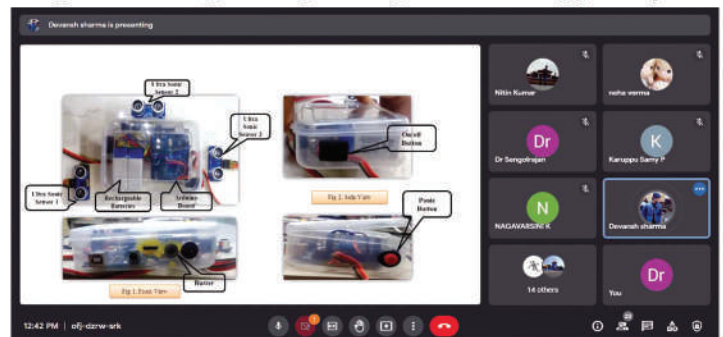 Devansh sharma is presenting
Ultra Sonic
Sensor 2
Ultra
Sonic
Sensor 3
Ultra Sonic
Sensor 1
Rechargeable
Batteries
Arduino
Board
On/off
Button
Fig 2. Side View
Panic
Button
Buzzer
Fig 1. Front View
Nitin Kumar
neha verma
Dr
Dr Sengottaian
K
Karuppu Samy P
N
NAGAVARSINI K
Devansh sharma
14 others
Dr
You
12:42 PM | ofj-dzrw-srk